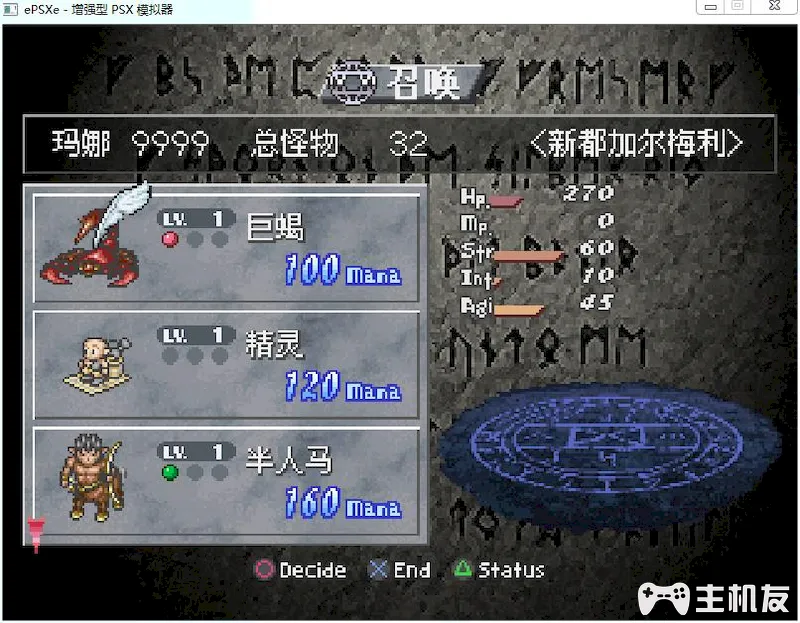 ePSXe - 增强型 PSX 模拟器
召唤
玛娜 9999 总怪物 32 <新都加尔梅利>
LV. 1 巨蝎
100 mana
LV. 1 精灵
120 mana
LV. 1 半人马
160 mana
Hp. 270
Mp. 0
Str 60
Int 10
Agi 45
Decide End Status
主机友